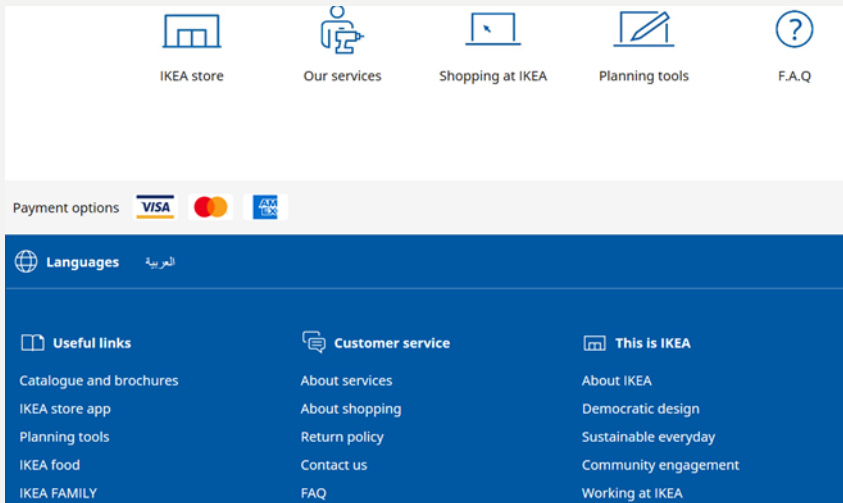 IKEA store
Our services
Shopping at IKEA
Planning tools
?
F.A.Q
Payment options VISA AM EX
Languages العربية
Useful links
Catalogue and brochures
IKEA store app
Planning tools
IKEA food
IKEA FAMILY
Customer service
About services
About shopping
Return policy
Contact us
FAQ
This is IKEA
About IKEA
Democratic design
Sustainable everyday
Community engagement
Working at IKEA